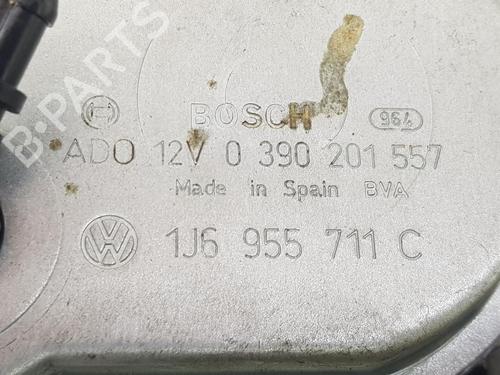 BOSCH 964
ADO 12V 0 390 201 557
Made in Spain BVA
1J6 955 711 C
B-PARTS